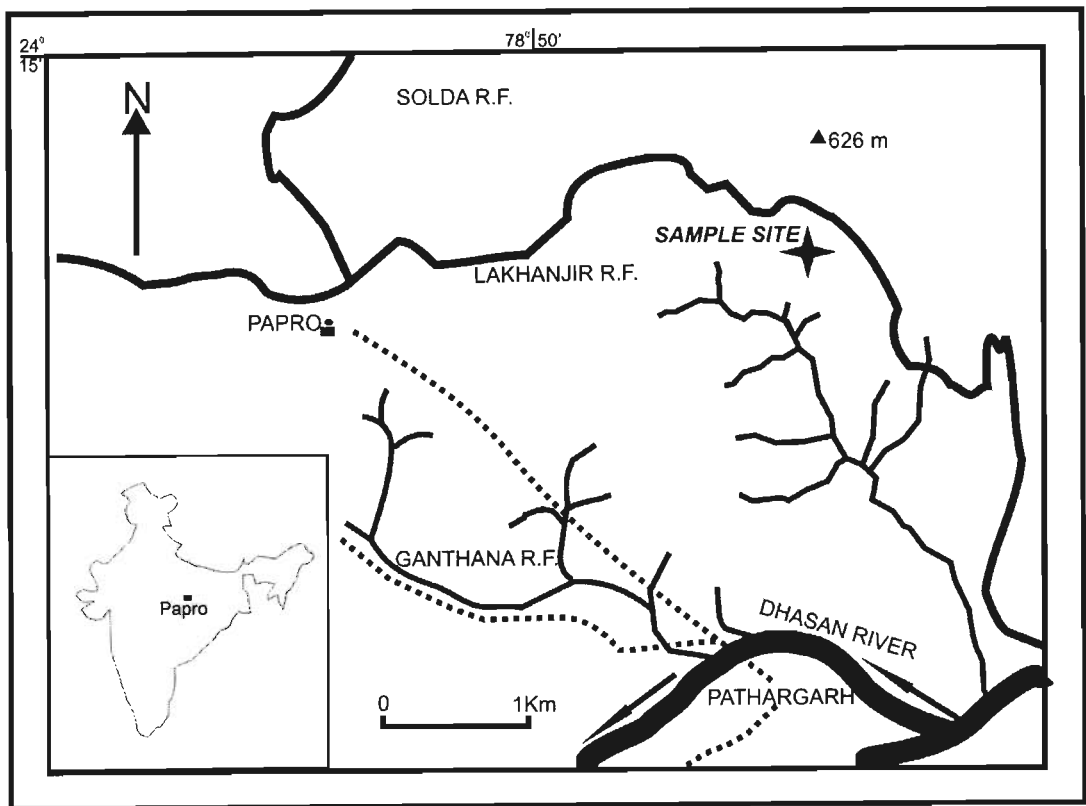 24°
15'
78° 50'
N
SOLDA R.F.
626 m
SAMPLE SITE
LAKHANJIR R.F.
PAPRO
GANTHANA R.F.
Papro
DHASAN RIVER
PATHARGARH
0 1Km